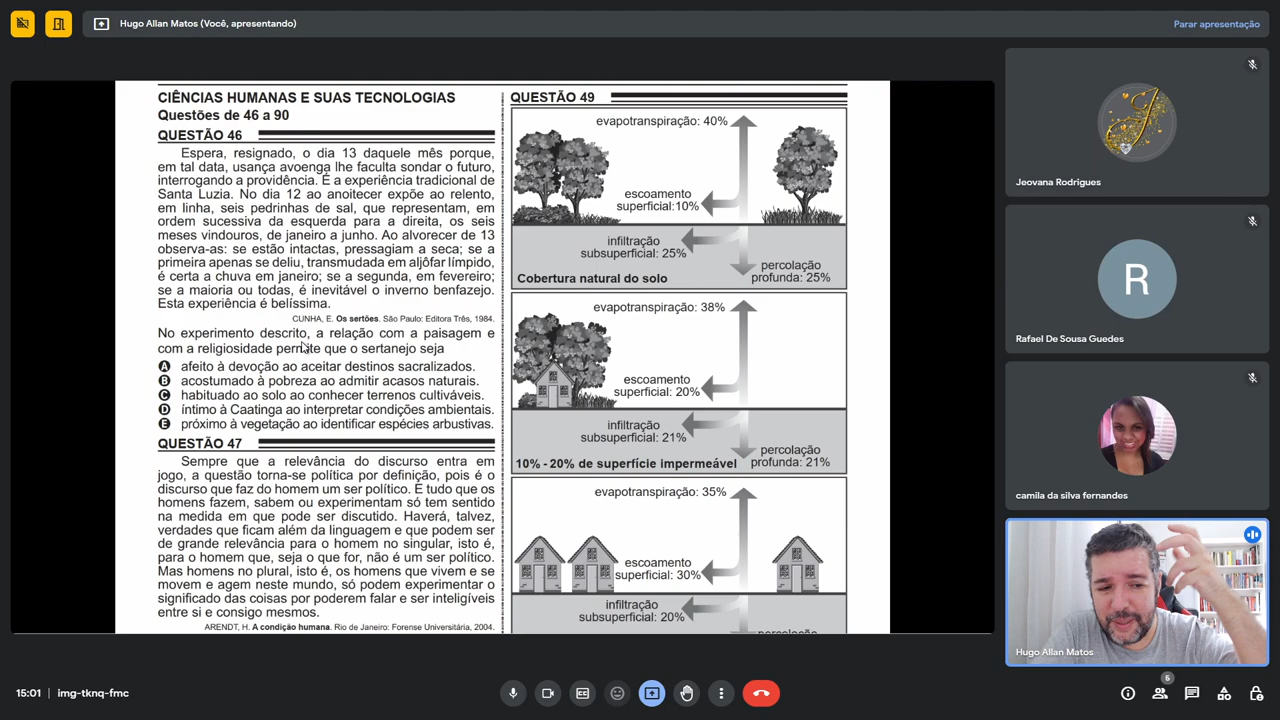 Hugo Allan Matos (Você, apresentando)
Parar apresentação
CIÊNCIAS HUMANAS E SUAS TECNOLOGIAS
Questões de 46 a 90
QUESTÃO 46
Espera, resignado, o dia 13 daquele mês porque,
em tal data, usança avoenga lhe faculta sondar o futuro,
interrogando a providência. É a experiência tradicional de
Santa Luzia. No dia 12 ao anoitecer expõe ao relento,
em linha, seis pedrinhas de sal, que representam, em
ordem sucessiva da esquerda para a direita, os seis
meses vindouros, de janeiro a junho. Ao alvorecer de 13
observa-as: se estão intactas, pressagiam a seca; se a
primeira apenas se deliu, transmudada em aljôfar límpido,
é certa a chuva em janeiro; se a segunda, em fevereiro;
se a maioria ou todas, é inevitável o inverno benfazejo.
Esta experiência é belíssima.
CUNHA, E. Os sertões. São Paulo: Editora Três, 1984.
No experimento descrito, a relação com a paisagem e
com a religiosidade permite que o sertanejo seja
A afeito à devoção ao aceitar destinos sacralizados.
B acostumado à pobreza ao admitir acasos naturais.
C habituado ao solo ao conhecer terrenos cultiváveis.
D íntimo à Caatinga ao interpretar condições ambientais.
E próximo à vegetação ao identificar espécies arbustivas.
QUESTÃO 47
Sempre que a relevância do discurso entra em
jogo, a questão torna-se política por definição, pois é o
discurso que faz do homem um ser político. E tudo que os
homens fazem, sabem ou experimentam só tem sentido
na medida em que pode ser discutido. Haverá, talvez,
verdades que ficam além da linguagem e que podem ser
de grande relevância para o homem no singular, isto é,
para o homem que, seja o que for, não é um ser político.
Mas homens no plural, isto é, os homens que vivem e se
movem e agem neste mundo, só podem experimentar o
significado das coisas por poderem falar e ser inteligíveis
entre si e consigo mesmos.
ARENDT, H. A condição humana. Rio de Janeiro: Forense Universitária, 2004.
QUESTÃO 49
evapotranspiração: 40%
escoamento
superficial:10%
infiltração
subsuperficial: 25%
percolação
profunda: 25%
Cobertura natural do solo
evapotranspiração: 38%
escoamento
superficial: 20%
infiltração
subsuperficial: 21%
percolação
profunda: 21%
10% - 20% de superfície impermeável
evapotranspiração: 35%
escoamento
superficial: 30%
infiltração
subsuperficial: 20%
percolação
Jeovana Rodrigues
R
Rafael De Sousa Guedes
camila da silva fernandes
Hugo Allan Matos
15:01 | img-tknq-fmc
6